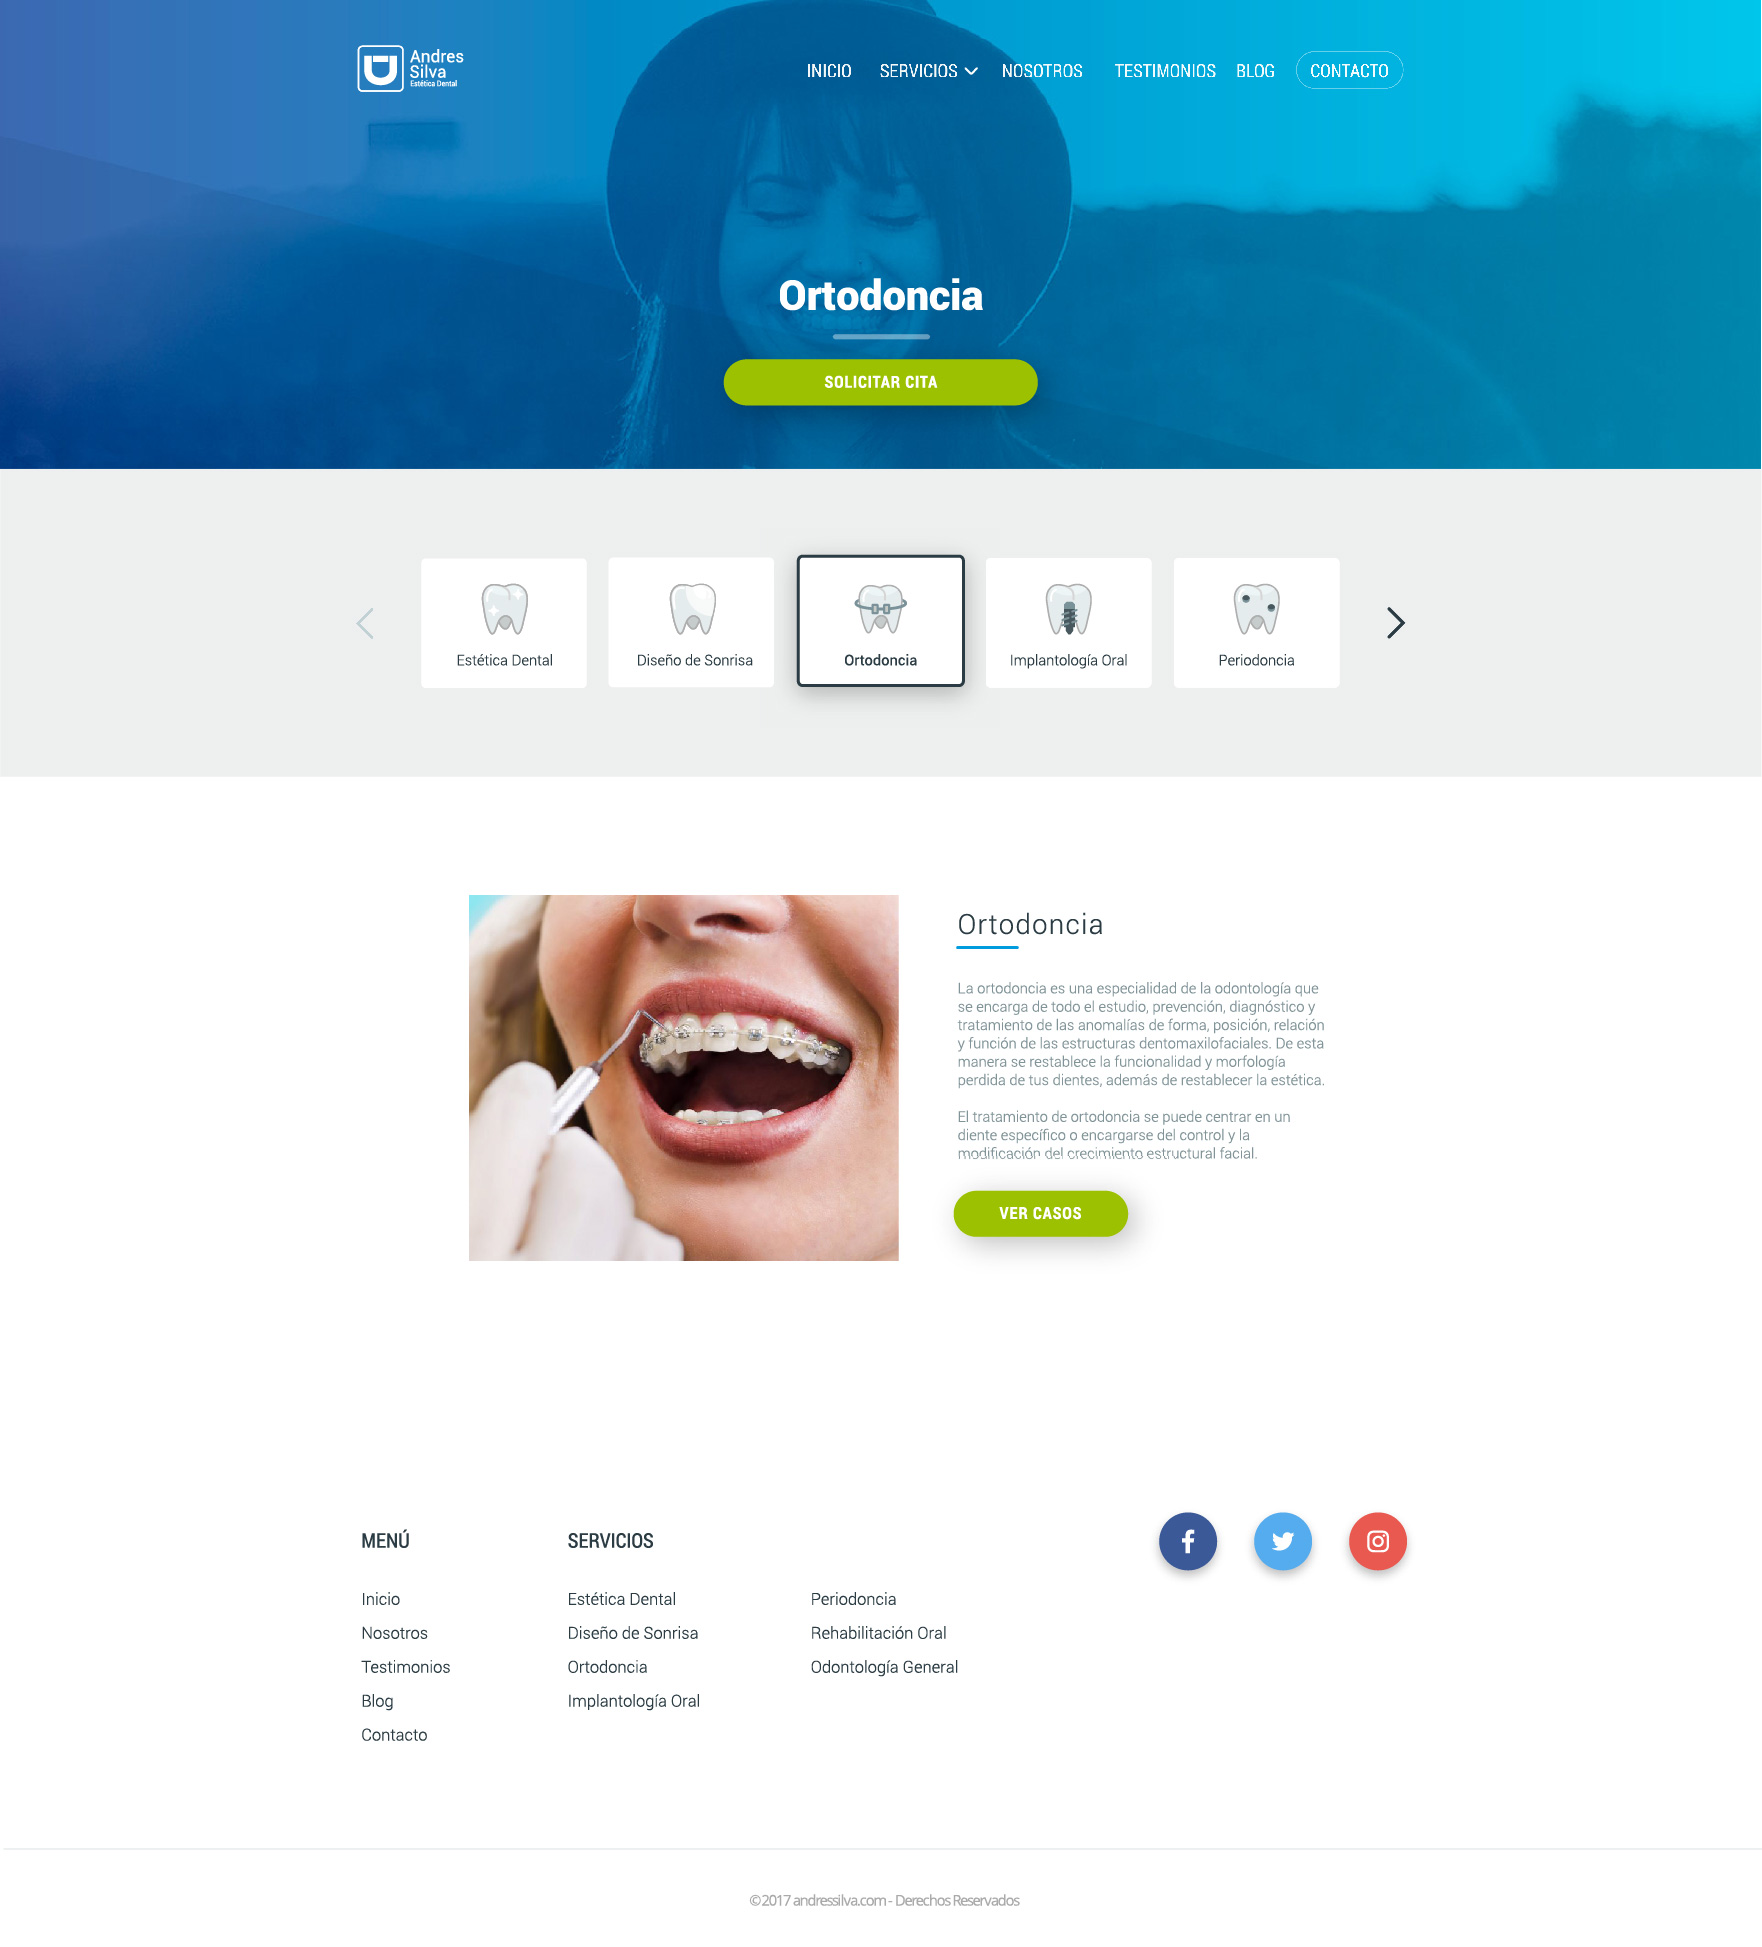 Andres
Silva
Estética Dental
INICIO
SERVICIOS
NOSOTROS
TESTIMONIOS
BLOG
CONTACTO
Ortodoncia
SOLICITAR CITA
Estética Dental
Diseño de Sonrisa
Ortodoncia
Implantología Oral
Periodoncia
Ortodoncia
La ortodoncia es una especialidad de la odontología que
se encarga de todo el estudio, prevención, diagnóstico y
tratamiento de las anomalías de forma, posición, relación
y función de las estructuras dentomaxilofaciales. De esta
manera se restablece la funcionalidad y morfología
perdida de tus dientes, además de restablecer la estética.
El tratamiento de ortodoncia se puede centrar en un
diente específico o encargarse del control y la
modificación del crecimiento estructural facial.
VER CASOS
MENÚ
Inicio
Nosotros
Testimonios
Blog
Contacto
SERVICIOS
Estética Dental
Diseño de Sonrisa
Ortodoncia
Implantología Oral
Periodoncia
Rehabilitación Oral
Odontología General
©2017 andressilva.com - Derechos Reservados